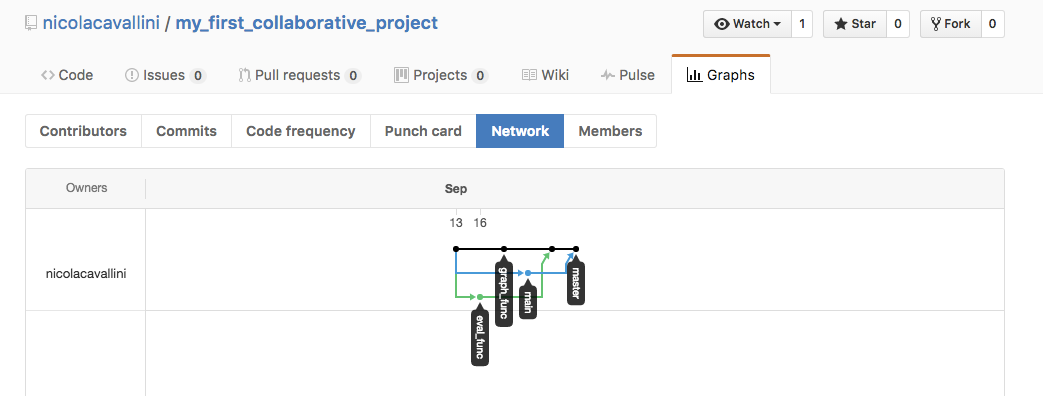 nicolacavallini / my_first_collaborative_project
Watch 1 Star 0 Fork 0
Code Issues 0 Pull requests 0 Projects 0 Wiki Pulse Graphs
Contributors Commits Code frequency Punch card Network Members
Owners Sep
13 16
nicolacavallini
graph_func
main
master
eval_func